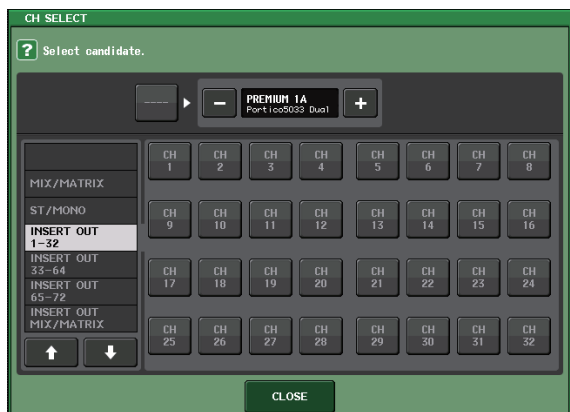 CH SELECT
? Select candidate.
----
PREMIUM 1A
Portico5033 Dual
MIX/MATRIX
ST/MONO
INSERT OUT
1-32
INSERT OUT
33-64
INSERT OUT
65-72
INSERT OUT
MIX/MATRIX
CH 1 CH 2 CH 3 CH 4 CH 5 CH 6 CH 7 CH 8
CH 9 CH 10 CH 11 CH 12 CH 13 CH 14 CH 15 CH 16
CH 17 CH 18 CH 19 CH 20 CH 21 CH 22 CH 23 CH 24
CH 25 CH 26 CH 27 CH 28 CH 29 CH 30 CH 31 CH 32
CLOSE